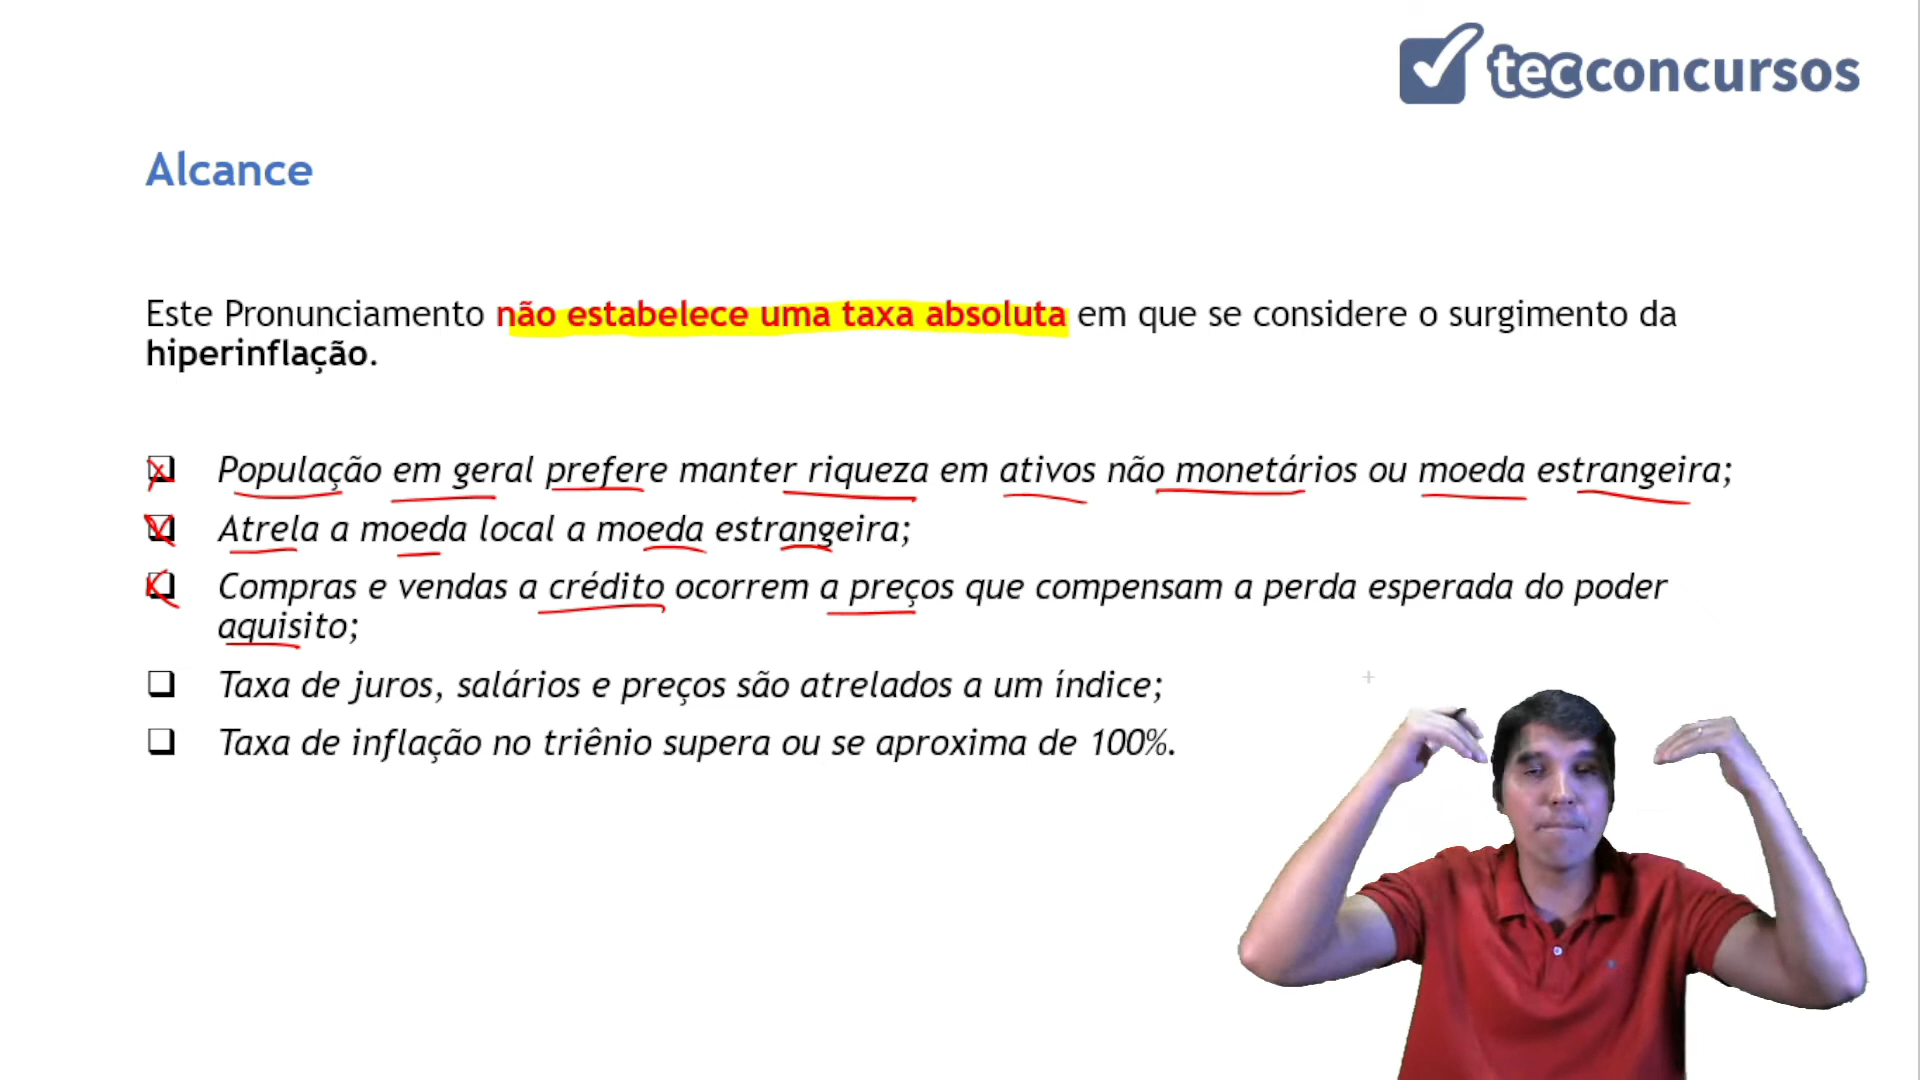 tecconcursos
Alcance
Este Pronunciamento não estabelece uma taxa absoluta em que se considere o surgimento da
hiperinflação.
População em geral prefere manter riqueza em ativos não monetários ou moeda estrangeira;
Atrela a moeda local a moeda estrangeira;
Compras e vendas a crédito ocorrem a preços que compensam a perda esperada do poder
aquisito;
Taxa de juros, salários e preços são atrelados a um índice;
Taxa de inflação no triênio supera ou se aproxima de 100%.